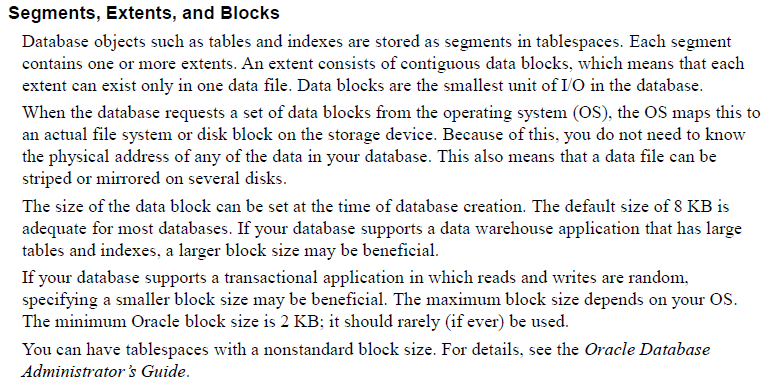 Segments, Extents, and Blocks
Database objects such as tables and indexes are stored as segments in tablespaces. Each segment
contains one or more extents. An extent consists of contiguous data blocks, which means that each
extent can exist only in one data file. Data blocks are the smallest unit of I/O in the database.
When the database requests a set of data blocks from the operating system (OS), the OS maps this to
an actual file system or disk block on the storage device. Because of this, you do not need to know
the physical address of any of the data in your database. This also means that a data file can be
striped or mirrored on several disks.
The size of the data block can be set at the time of database creation. The default size of 8 KB is
adequate for most databases. If your database supports a data warehouse application that has large
tables and indexes, a larger block size may be beneficial.
If your database supports a transactional application in which reads and writes are random,
specifying a smaller block size may be beneficial. The maximum block size depends on your OS.
The minimum Oracle block size is 2 KB; it should rarely (if ever) be used.
You can have tablespaces with a nonstandard block size. For details, see the Oracle Database
Administrator's Guide.